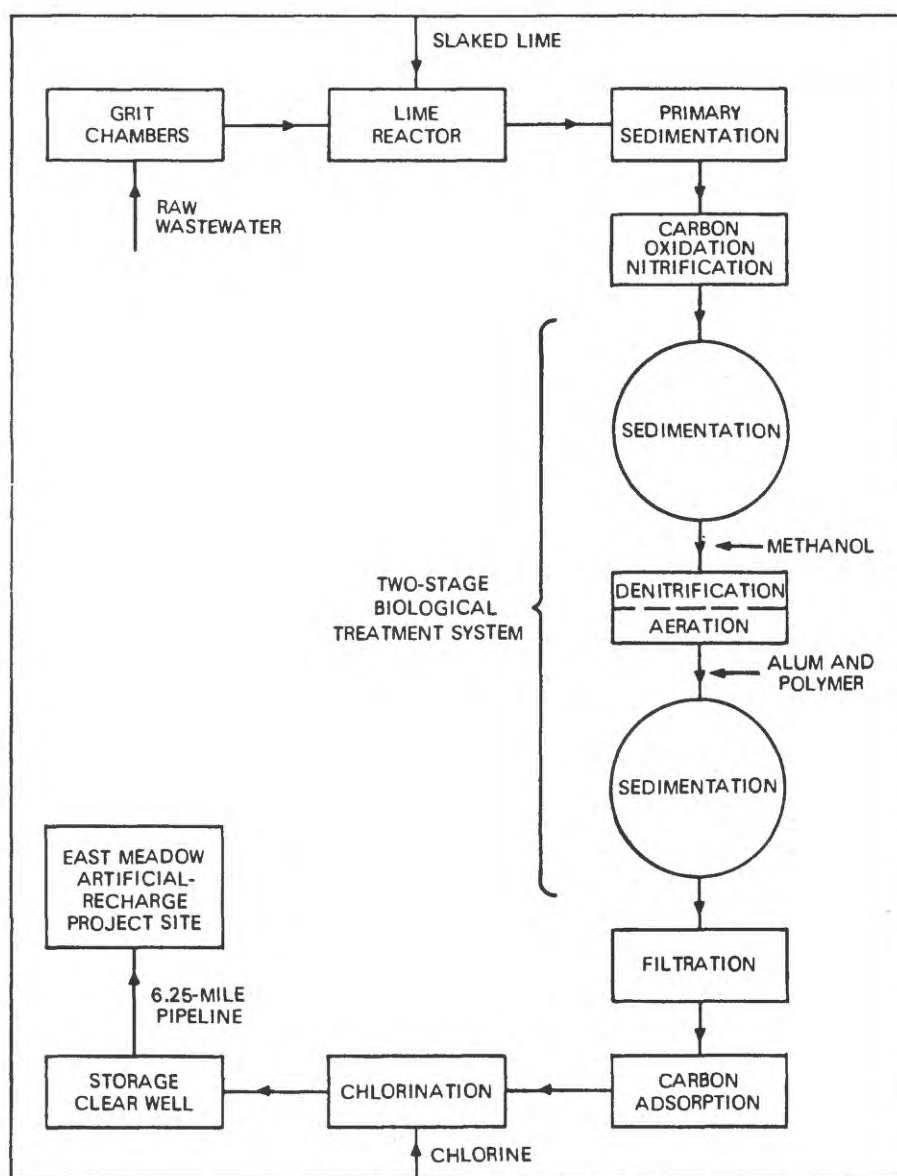 SLAKED LIME
GRIT
CHAMBERS
LIME
REACTOR
PRIMARY
SEDIMENTATION
RAW
WASTEWATER
CARBON
OXIDATION
NITRIFICATION
SEDIMENTATION
METHANOL
DENITRIFICATION
AERATION
TWO-STAGE
BIOLOGICAL
TREATMENT SYSTEM
ALUM AND
POLYMER
SEDIMENTATION
EAST MEADOW
ARTIFICIAL-
RECHARGE
PROJECT SITE
FILTRATION
6.25-MILE
PIPELINE
STORAGE
CLEAR WELL
CHLORINATION
CARBON
ADSORPTION
CHLORINE